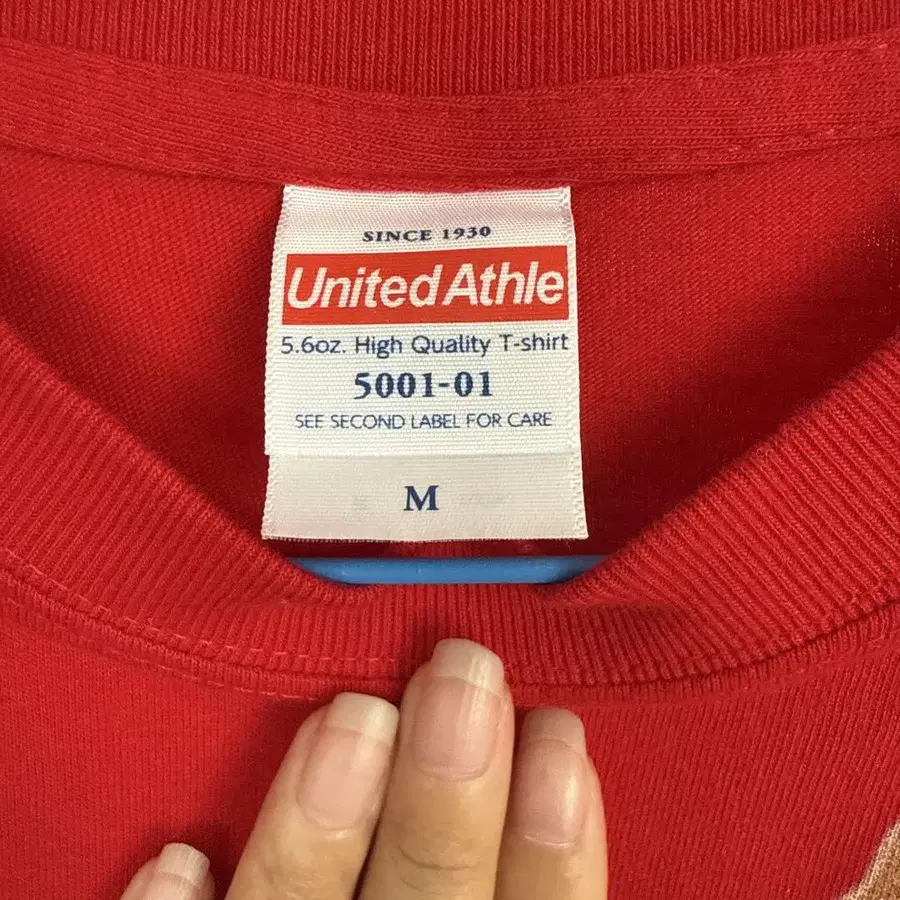 SINCE 1930
United Athle
5.6oz. High Quality T-shirt
5001-01
SEE SECOND LABEL FOR CARE
M